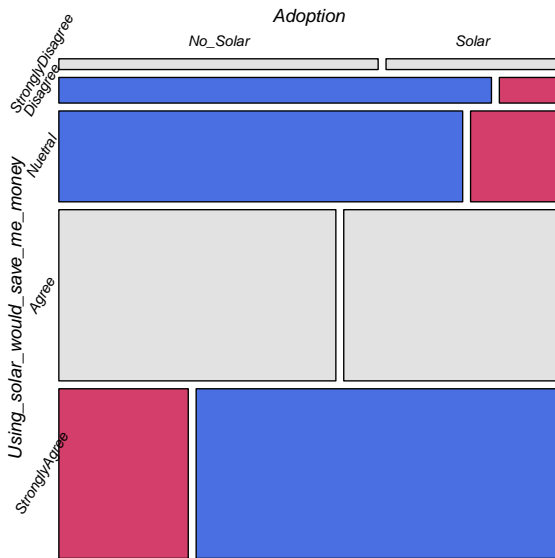 Adoption
No_Solar Solar
Using_solar_would_save_me_money
StronglyDisagree
Disagree
Nuetral
Agree
StronglyAgree